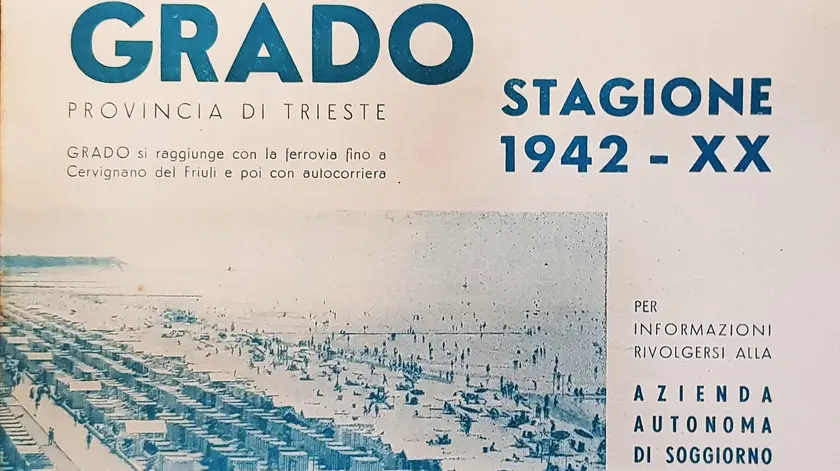 GRADO
PROVINCIA DI TRIESTE
GRADO si raggiunge con la ferrovia fino a
Cervignano del Friuli e poi con autocorriera
STAGIONE
1942 - XX
PER
INFORMAZIONI
RIVOLGERSI ALLA
AZIENDA
AUTONOMA
DI SOGGIORNO